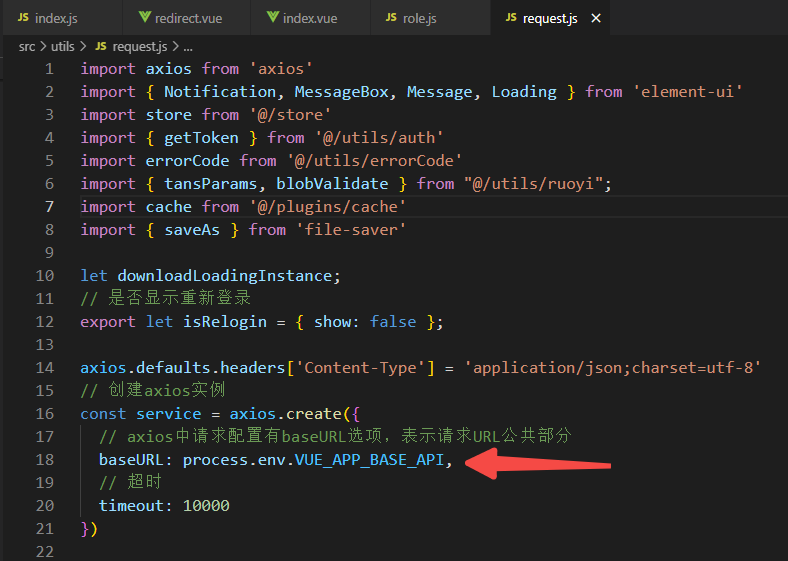 JS index.js redirect.vue index.vue JS role.js JS request.js ×
src > utils > JS request.js > ...
1 import axios from 'axios'
2 import { Notification, MessageBox, Message, Loading } from 'element-ui'
3 import store from '@/store'
4 import { getToken } from '@/utils/auth'
5 import errorCode from '@/utils/errorCode'
6 import { tansParams, blobValidate } from "@/utils/ruoyi";
7 import cache from '@/plugins/cache'
8 import { saveAs } from 'file-saver'
9
10 let downloadLoadingInstance;
11 // 是否显示重新登录
12 export let isRelogin = { show: false };
13
14 axios.defaults.headers['Content-Type'] = 'application/json;charset=utf-8'
15 // 创建axios实例
16 const service = axios.create({
17 // axios中请求配置有baseURL选项，表示请求URL公共部分
18 baseURL: process.env.VUE_APP_BASE_API,
19 // 超时
20 timeout: 10000
21 })
22